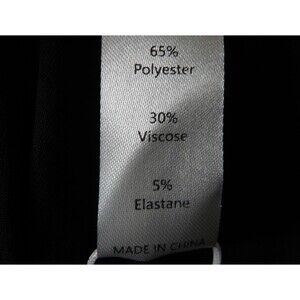 65%
Polyester
30%
Viscose
5%
Elastane
MADE IN CHINA